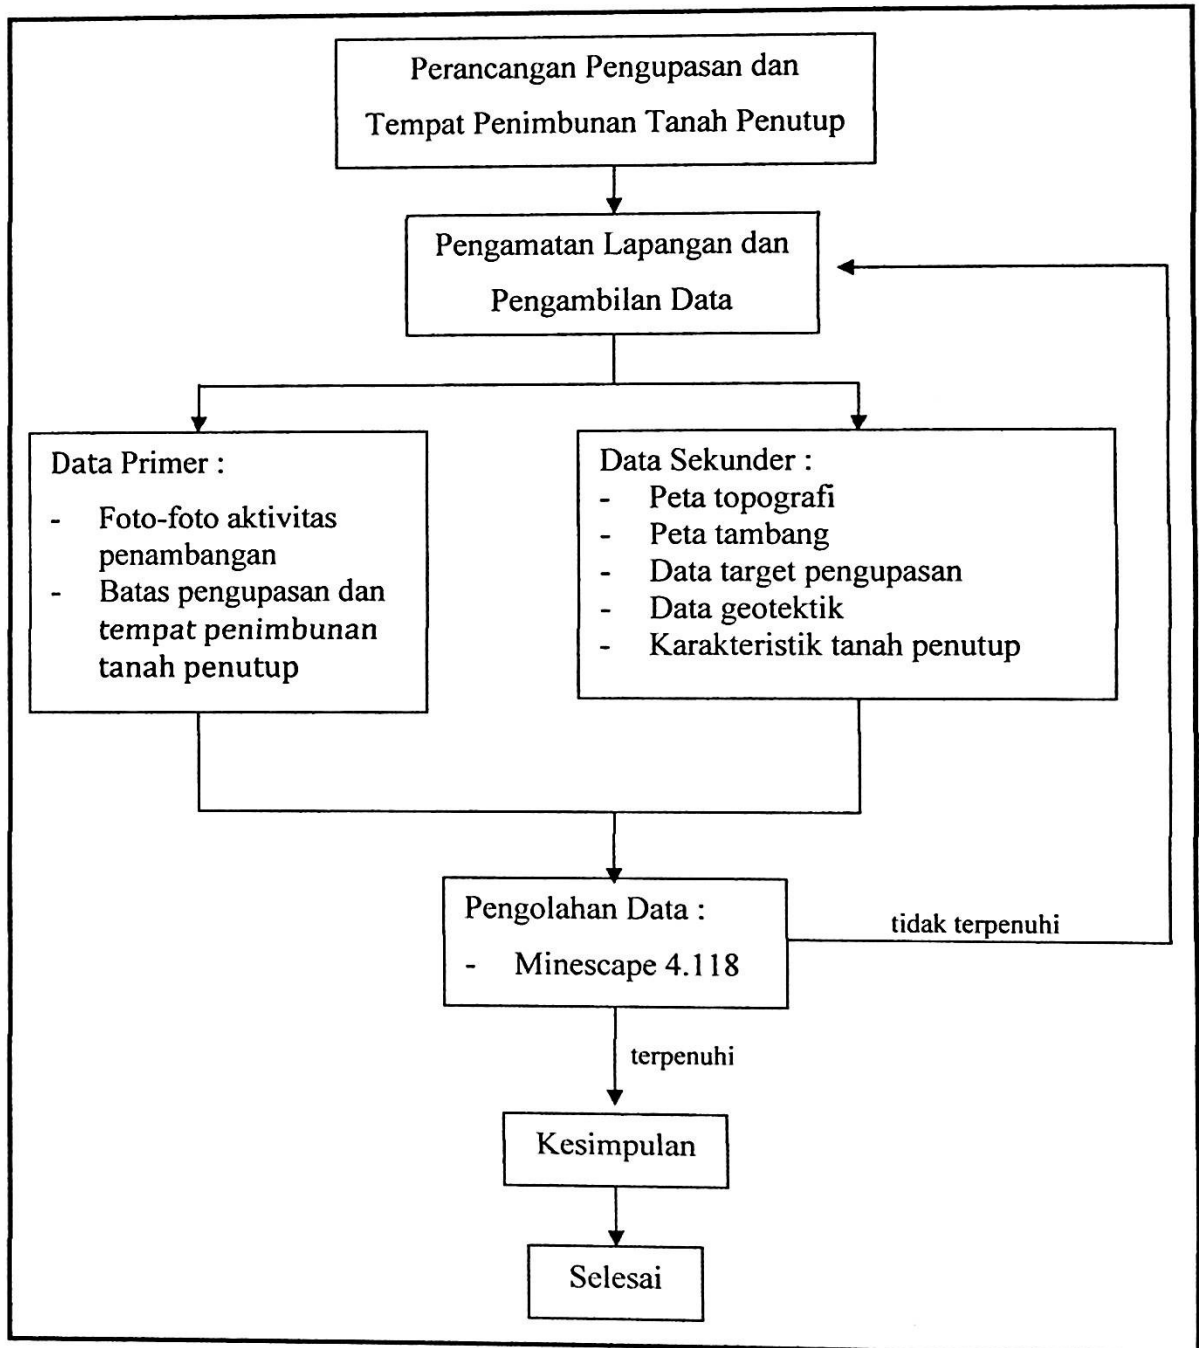 Perancangan Pengupasan dan
Tempat Penimbunan Tanah Penutup
Pengamatan Lapangan dan
Pengambilan Data
Data Primer :
- Foto-foto aktivitas
penambangan
- Batas pengupasan dan
tempat penimbunan
tanah penutup
Data Sekunder :
- Peta topografi
- Peta tambang
- Data target pengupasan
- Data geotektik
- Karakteristik tanah penutup
Pengolahan Data :
- Minescape 4.118
tidak terpenuhi
terpenuhi
Kesimpulan
Selesai